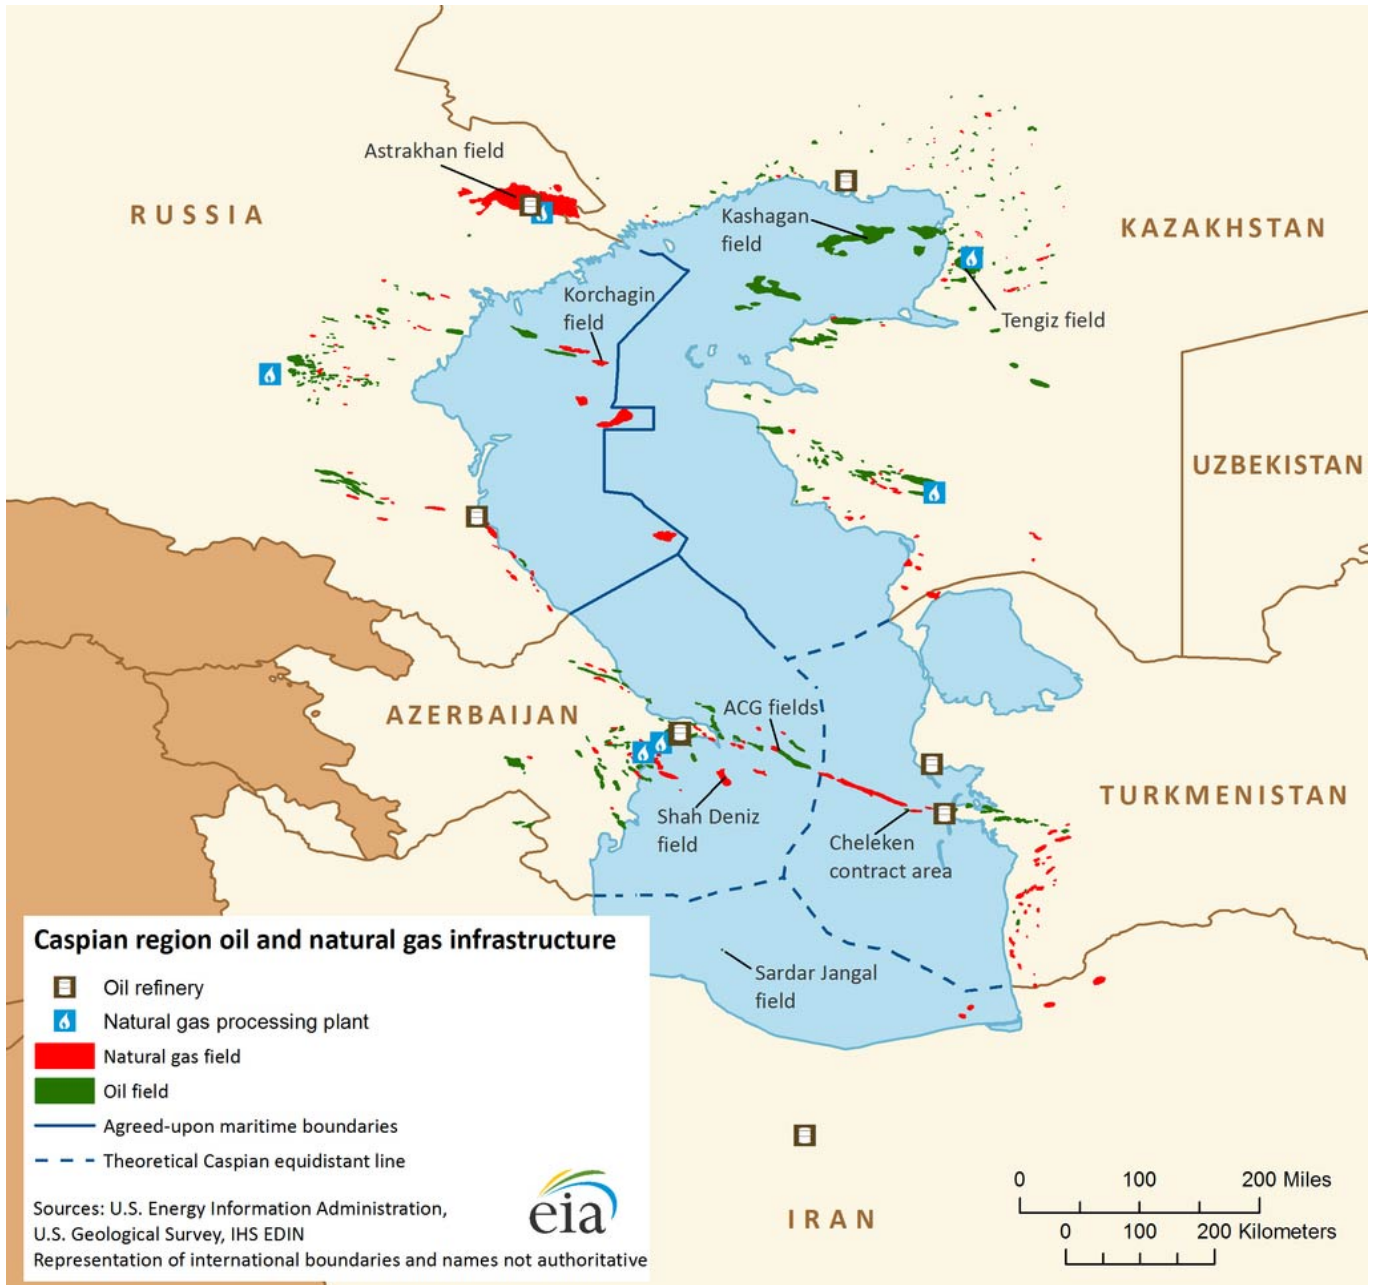 Astrakhan field
RUSSIA
Kashagan
field
KAZAKHSTAN
Korchagin
field
Tengiz field
UZBEKISTAN
AZERBAIJAN
ACG fields
TURKMENISTAN
Shah Deniz
field
Cheleken
contract area
Sardar Jangal
field
Caspian region oil and natural gas infrastructure
Oil refinery
Natural gas processing plant
Natural gas field
Oil field
Agreed-upon maritime boundaries
Theoretical Caspian equidistant line
Sources: U.S. Energy Information Administration,
U.S. Geological Survey, IHS EDIN
Representation of international boundaries and names not authoritative
eia
IRAN
0 100 200 Miles
0 100 200 Kilometers